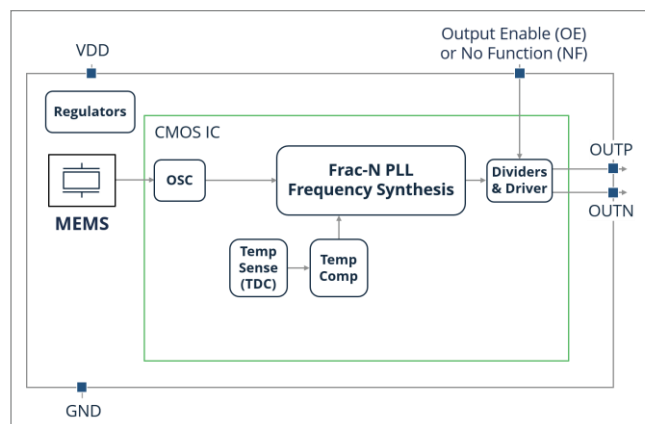 Output Enable (OE)
or No Function (NF)
VDD
Regulators
CMOS IC
MEMS
OSC
Frac-N PLL
Frequency Synthesis
Dividers
& Driver
OUTP
OUTN
Temp
Sense
(TDC)
Temp
Comp
GND